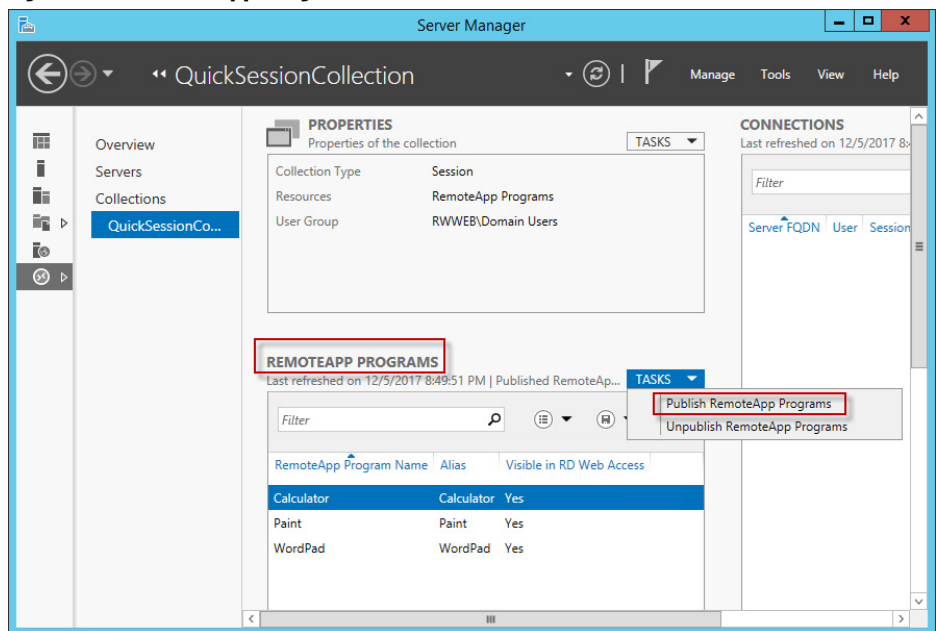 Server Manager
QuickSessionCollection
Manage Tools View Help
Overview
Servers
Collections
QuickSessionCo...
PROPERTIES
Properties of the collection
TASKS
Collection Type Session
Resources RemoteApp Programs
User Group RWWEB\Domain Users
REMOTEAPP PROGRAMS
Last refreshed on 12/5/2017 8:49:51 PM | Published RemoteAp...
TASKS
Publish RemoteApp Programs
Unpublish RemoteApp Programs
Filter
RemoteApp Program Name Alias Visible in RD Web Access
Calculator Calculator Yes
Paint Paint Yes
WordPad WordPad Yes
CONNECTIONS
Last refreshed on 12/5/2017 8:
Filter
Server FQDN User Session